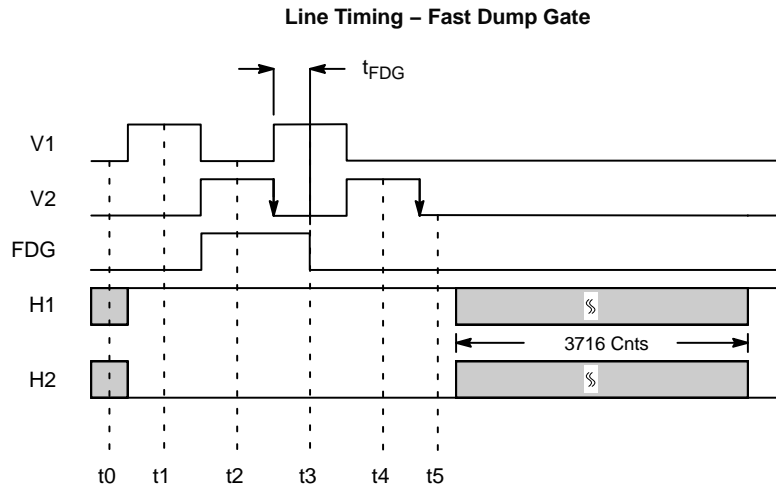 Line Timing – Fast Dump Gate
tFDG
V1
V2
FDG
H1
3716 Cnts
H2
t0 t1 t2 t3 t4 t5